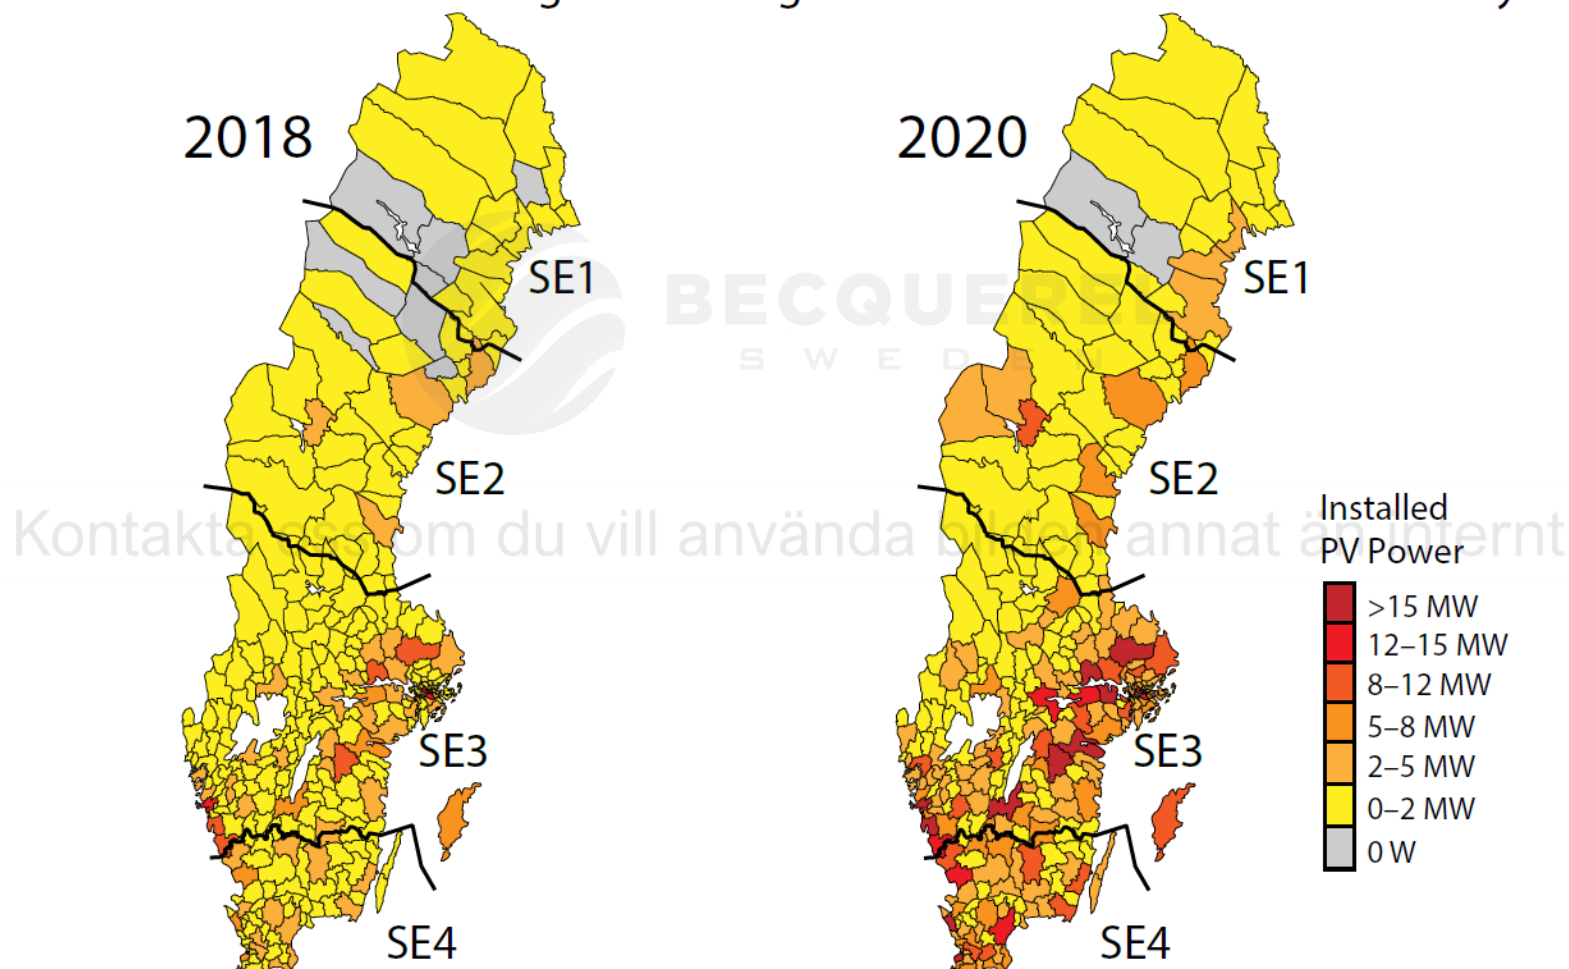 2018
2020
SE1
SE1
BECQUEREL
SWEDEN
SE2
SE2
Kontakta oss om du vill använda bilden annat än internt
Installed
PV Power
>15 MW
12–15 MW
8–12 MW
5–8 MW
2–5 MW
0–2 MW
0 W
SE3
SE3
SE4
SE4